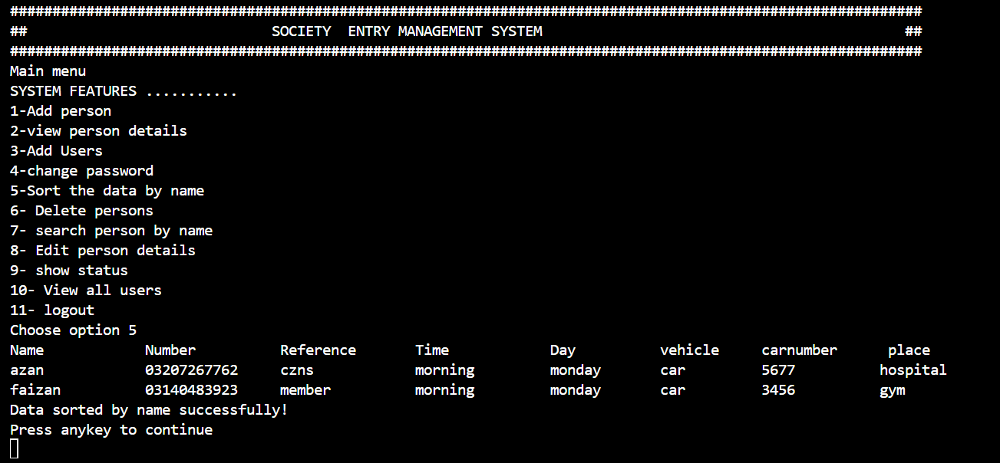 ############################################################################################################
##                             SOCIETY  ENTRY MANAGEMENT SYSTEM                                           ##
############################################################################################################
Main menu
SYSTEM FEATURES ...........
1-Add person
2-view person details
3-Add Users
4-change password
5-Sort the data by name
6- Delete persons
7- search person by name
8- Edit person details
9- show status
10- View all users
11- logout
Choose option 5
Name            Number          Reference       Time            Day          vehicle     carnumber      place
azan            03207267762     czns            morning         monday       car         5677          hospital
faizan          03140483923     member          morning         monday       car         3456          gym
Data sorted by name successfully!
Press anykey to continue